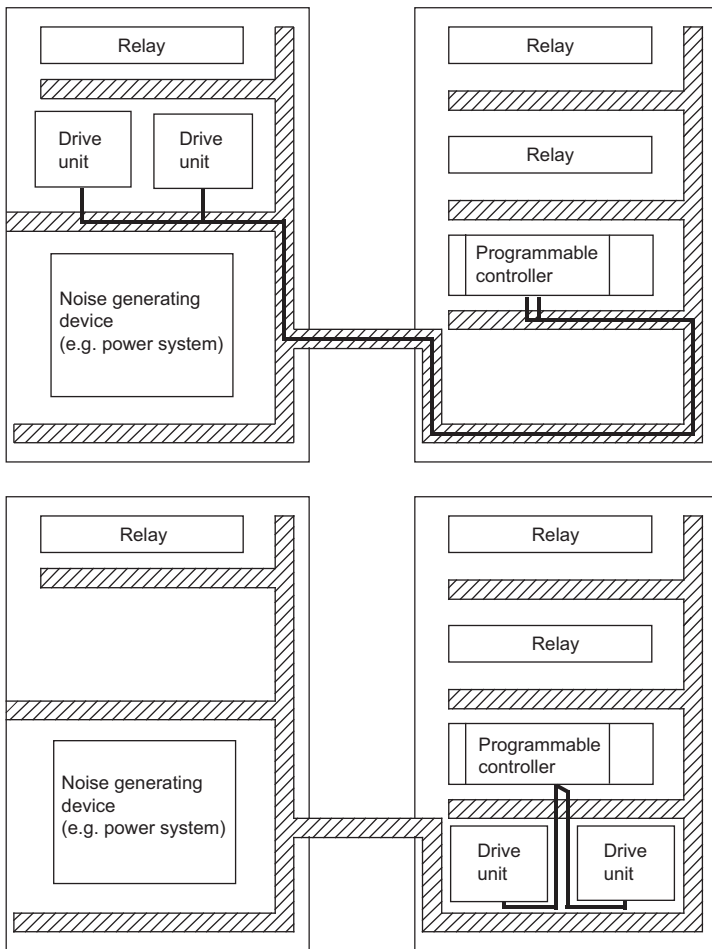 Relay
Drive
unit
Drive
unit
Noise generating
device
(e.g. power system)
Relay
Relay
Programmable
controller
Relay
Noise generating
device
(e.g. power system)
Relay
Relay
Programmable
controller
Drive
unit
Drive
unit